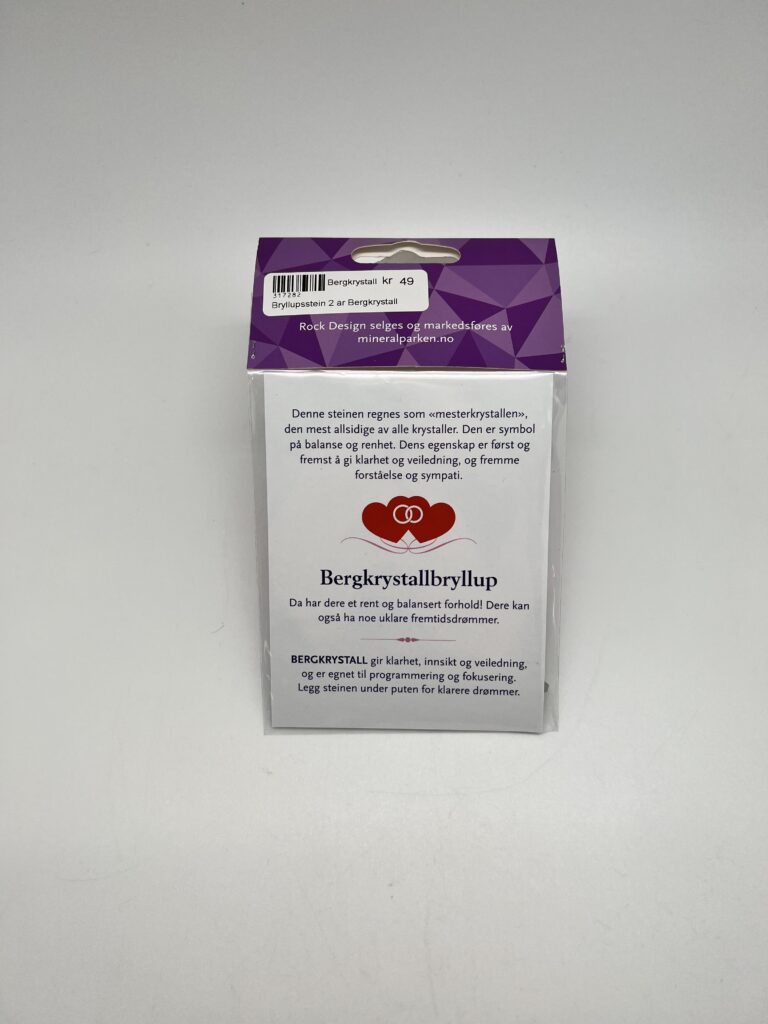 Bergkrystall kr 49
317282
Bryllupsstein 2 år Bergkrystall
Rock Design selges og markedsføres av
mineralparken.no
Denne steinen regnes som «mesterkrystallen»,
den mest allsidige av alle krystaller. Den er symbol
på balanse og renhet. Dens egenskap er først og
fremst å gi klarhet og veiledning, og fremme
forståelse og sympati.
Bergkrystallbryllup
Da har dere et rent og balansert forhold! Dere kan
også ha noe uklare fremtidsdrømmer.
BERGKRYSTALL gir klarhet, innsikt og veiledning,
og er egnet til programmering og fokusering.
Legg steinen under puten for klarere drømmer.